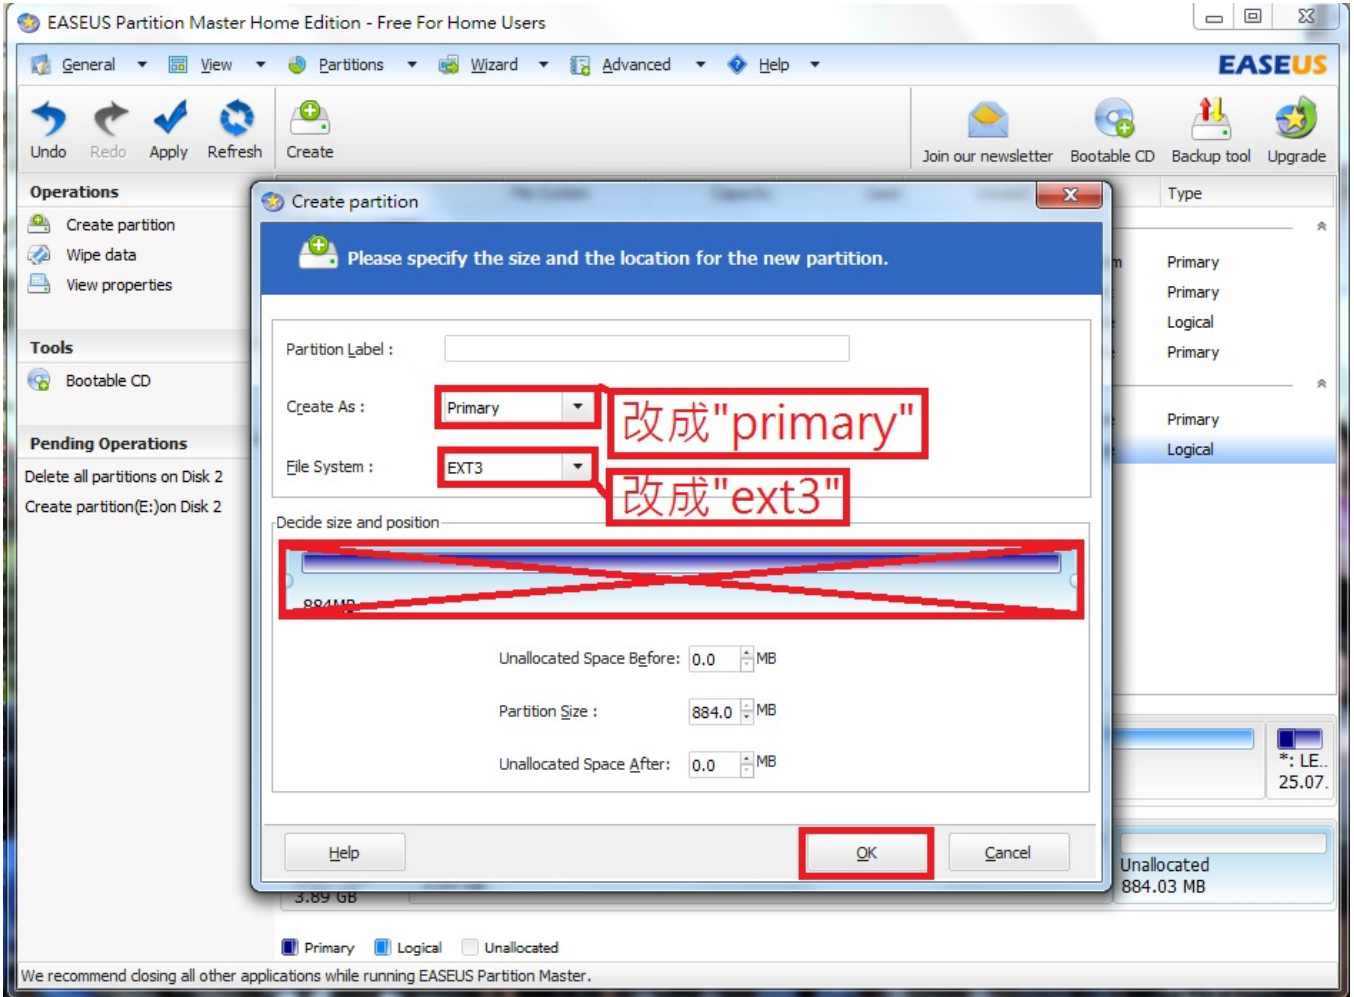 EASEUS Partition Master Home Edition - Free For Home Users
General View Partitions Wizard Advanced Help EASEUS
Undo Redo Apply Refresh Create Join our newsletter Bootable CD Backup tool Upgrade
Operations
Create partition
Wipe data
View properties
Tools
Bootable CD
Pending Operations
Delete all partitions on Disk 2
Create partition(E:)on Disk 2
Type
Primary
Primary
Logical
Primary
Primary
Logical
Create partition
Please specify the size and the location for the new partition.
Partition Label :
Create As : Primary 改成"primary"
File System : EXT3 改成"ext3"
Decide size and position
884MB
Unallocated Space Before: 0.0 MB
Partition Size : 884.0 MB
Unallocated Space After: 0.0 MB
Help OK Cancel
*: LE...
25.07.
Unallocated
884.03 MB
3.89 GB
Primary Logical Unallocated
We recommend closing all other applications while running EASEUS Partition Master.